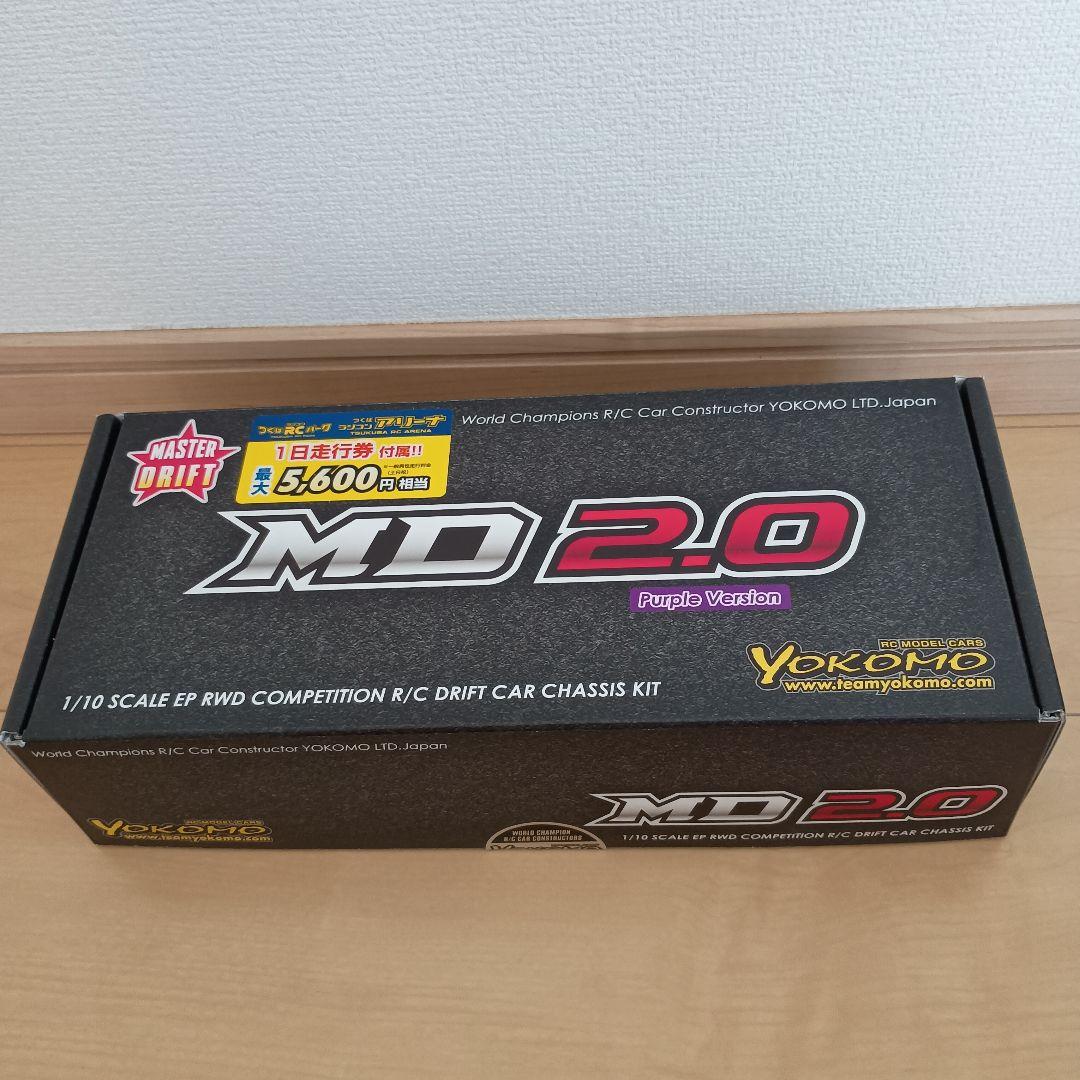 World Champions R/C Car Constructor YOKOMO LTD.Japan
MASTER
DRIFT
つくば RCパーク
つくば
ラジコン アリーナ
TSUKUBA RC ARENA
1日走行券 付属!!
最大 5,600円 相当
MD 2.0
Purple Version
RC MODEL CARS
YOKOMO
www.teamyokomo.com
1/10 SCALE EP RWD COMPETITION R/C DRIFT CAR CHASSIS KIT
World Champions R/C Car Constructor YOKOMO LTD.Japan
RC MODEL CARS
YOKOMO
www.teamyokomo.com
WORLD CHAMPION
R/C CAR CONSTRUCTORS
MD 2.0
1/10 SCALE EP RWD COMPETITION R/C DRIFT CAR CHASSIS KIT